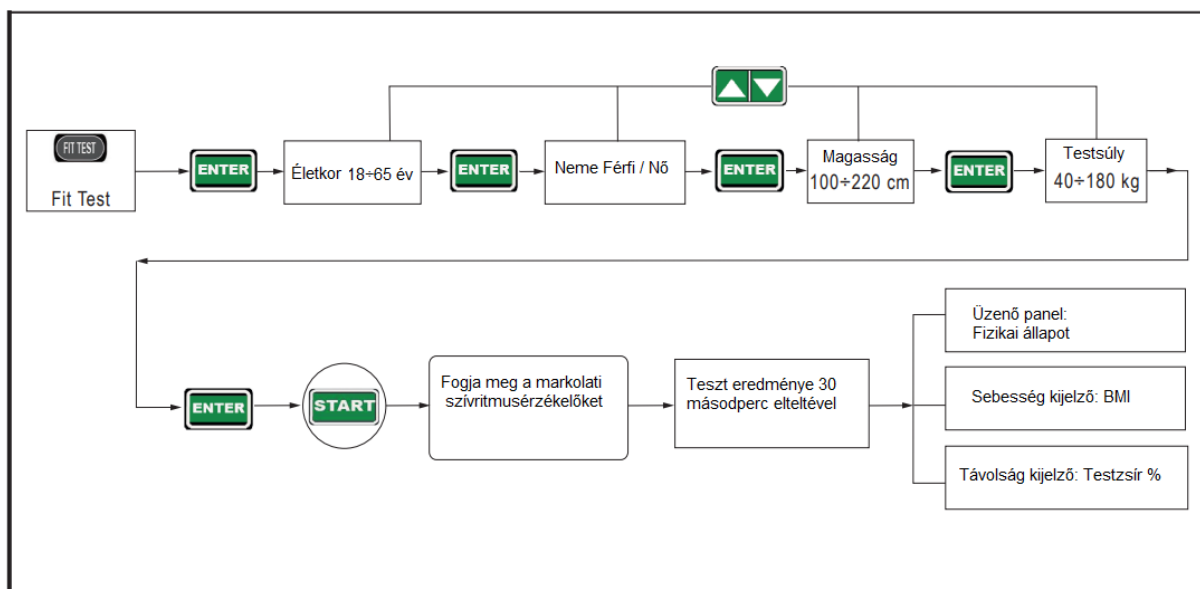 FIT TEST
Fit Test
ENTER
Életkor 18÷65 év
ENTER
Neme Férfi / Nő
ENTER
Magasság
100÷220 cm
ENTER
Testsúly
40÷180 kg
ENTER
START
Fogja meg a markolati
szívritmusérzékelőket
Teszt eredménye 30
másodperc elteltével
Üzenő panel:
Fizikai állapot
Sebesség kijelző: BMI
Távolság kijelző: Testzsír %